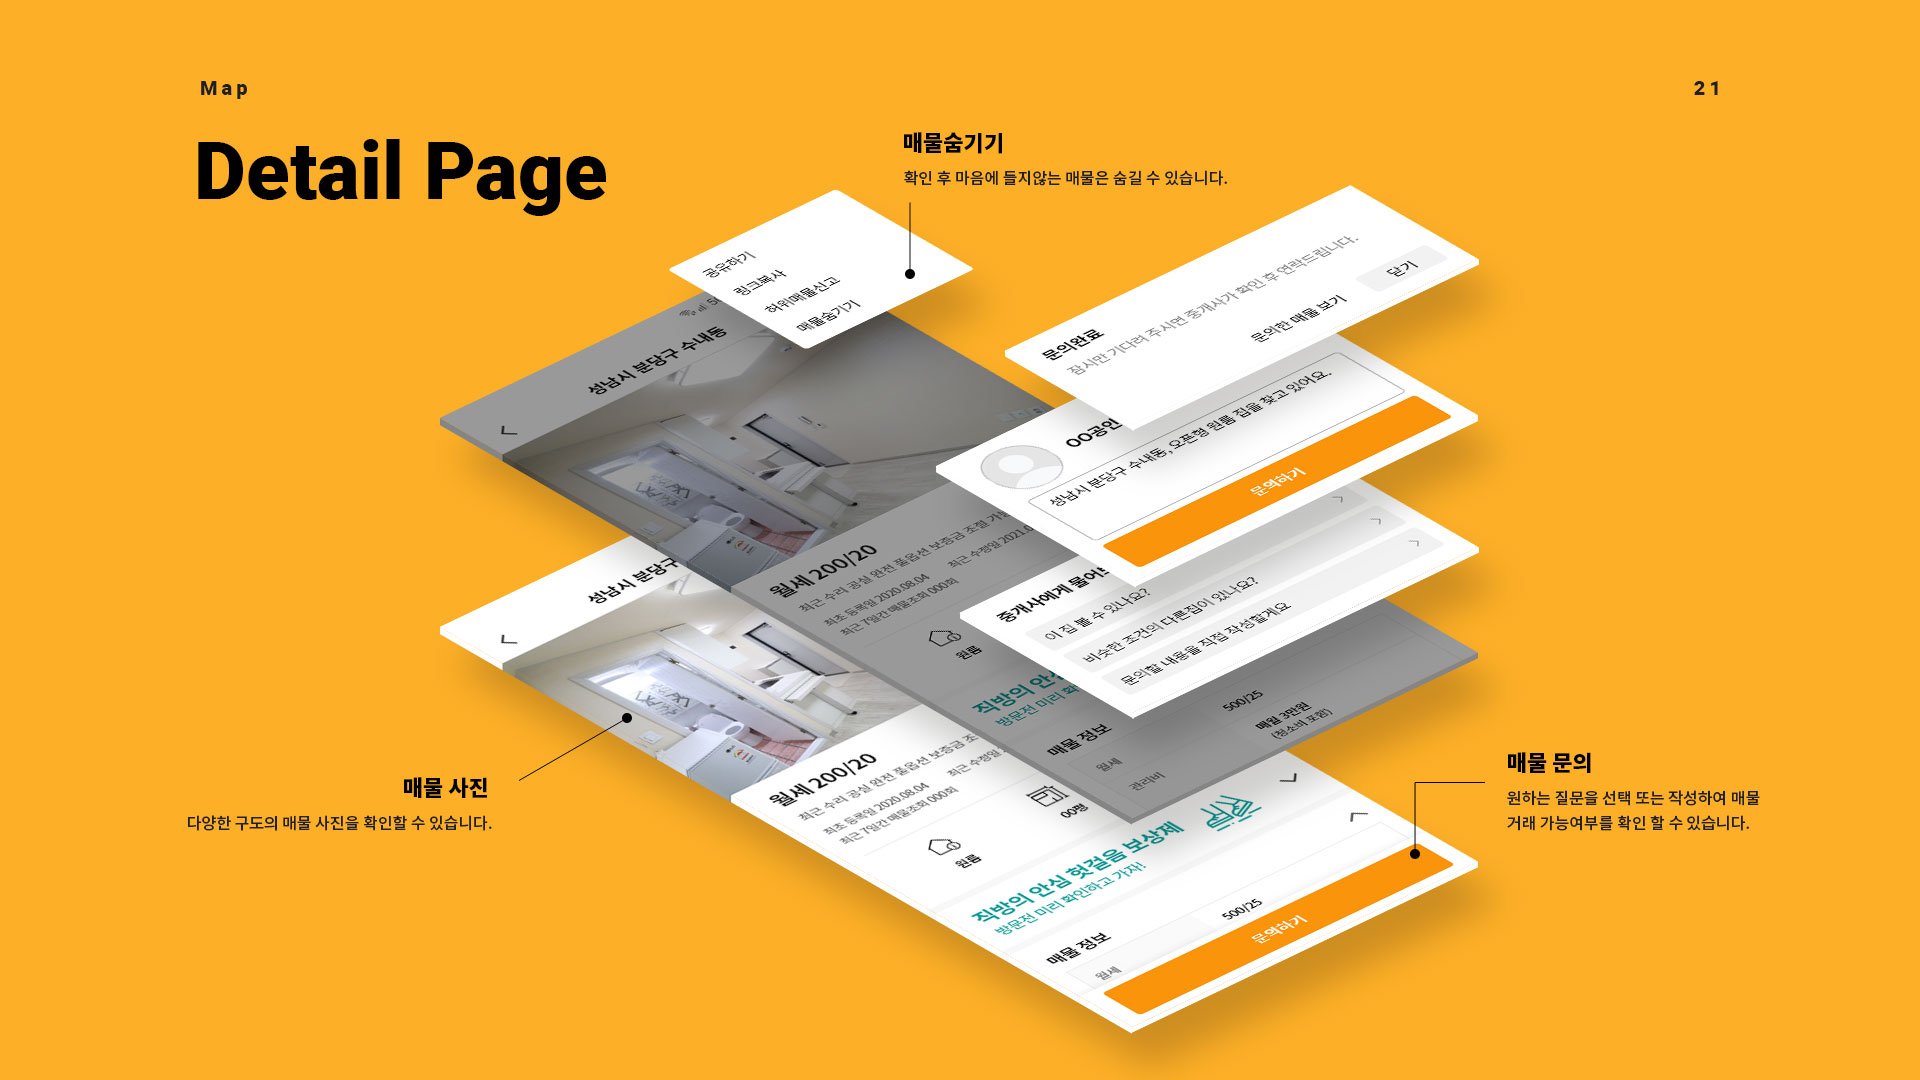 Map
21
Detail Page
매물숨기기
확인 후 마음에 들지않는 매물은 숨길 수 있습니다.
공유하기
링크복사
허위매물신고
매물숨기기
성남시 분당구 수내동
월세 200/20
최근 수리 공실 완전 풀옵션 보증금 조절 가능
최초 등록일 2020.08.04
최근 수정일 2021.0
최근 7일간 매물조회 000회
원룸
직방의 안심
방문전 미리 확
매물 정보
월세
500/25
관리비
매월 3만원
(청소비 포함)
문의완료
잠시만 기다려 주시면 중개사가 확인 후 연락드립니다.
문의한 매물 보기
닫기
OO공인
성남시 분당구 수내동, 오픈형 원룸 집을 찾고 있어요.
문의하기
중개사에게 물어보
이 집 볼 수 있나요?
비슷한 조건의 다른집이 있나요?
문의할 내용을 직접 작성할게요
성남시 분당구
월세 200/20
최근 수리 공실 완전 풀옵션 보증금 조
최초 등록일 2020.08.04
최근 수정일
최근 7일간 매물조회 000회
원룸
00평
직방의 안심 헛걸음 보상제
방문전 미리 확인하고 가자!
매물 정보
월세
500/25
문의하기
매물 사진
다양한 구도의 매물 사진을 확인할 수 있습니다.
매물 문의
원하는 질문을 선택 또는 작성하여 매물
거래 가능여부를 확인 할 수 있습니다.